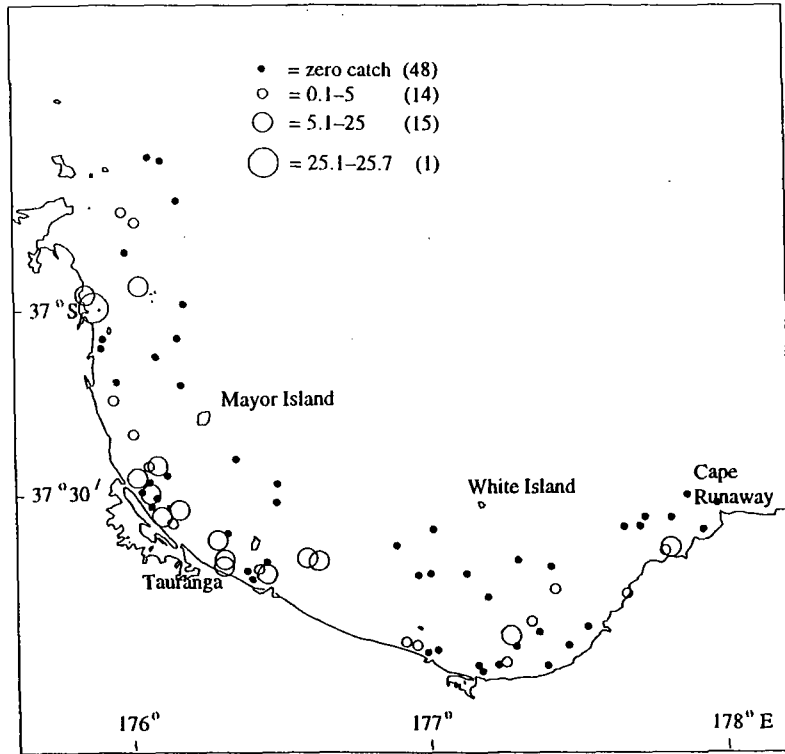 • = zero catch (48)
○ = 0.1–5 (14)
○ = 5.1–25 (15)
○ = 25.1–25.7 (1)
37°S
Mayor Island
37°30'
White Island
Cape
Runaway
Tauranga
176°
177°
178°E